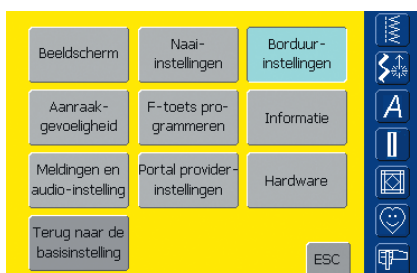 Beeldscherm
Naai-
instellingen
Borduur-
instellingen
Aanraak-
gevoeligheid
F-toets pro-
grammeren
Informatie
Meldingen en
audio-instelling
Portal provider-
instellingen
Hardware
Terug naar de
basisinstelling
ESC
A